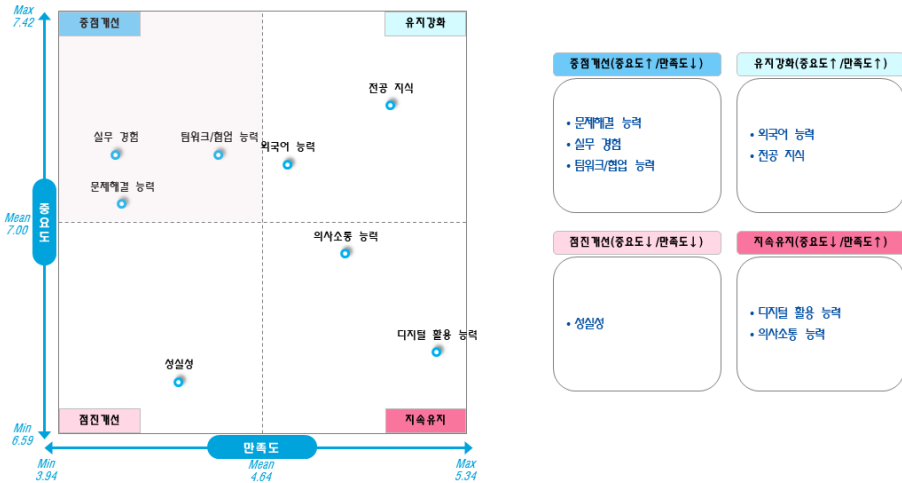 Max
7.42
중점개선
유지강화
전공 지식
실무 경험
팀워크/협업 능력
외국어 능력
문제해결 능력
중요도
Mean
7.00
의사소통 능력
디지털 활용 능력
성실성
점진개선
지속유지
Min
6.59
만족도
Min
3.94
Mean
4.64
Max
5.34
중점개선(중요도↑/만족도↓)
• 문제해결 능력
• 실무 경험
• 팀워크/협업 능력
유지강화(중요도↑/만족도↑)
• 외국어 능력
• 전공 지식
점진개선(중요도↓/만족도↓)
• 성실성
지속유지(중요도↓/만족도↑)
• 디지털 활용 능력
• 의사소통 능력